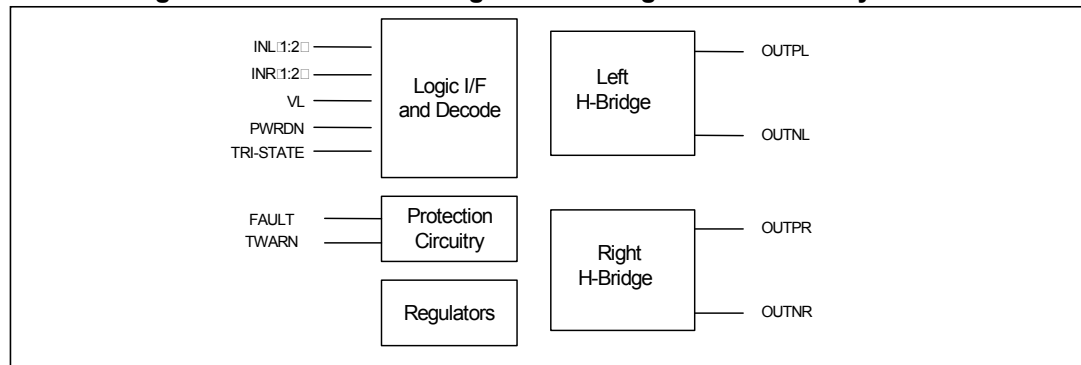 INL□1:2□
INR□1:2□
VL
PWRDN
TRI-STATE
Logic I/F
and Decode
Left
H-Bridge
OUTPL
OUTNL
FAULT
TWARN
Protection
Circuitry
Regulators
Right
H-Bridge
OUTPR
OUTNR